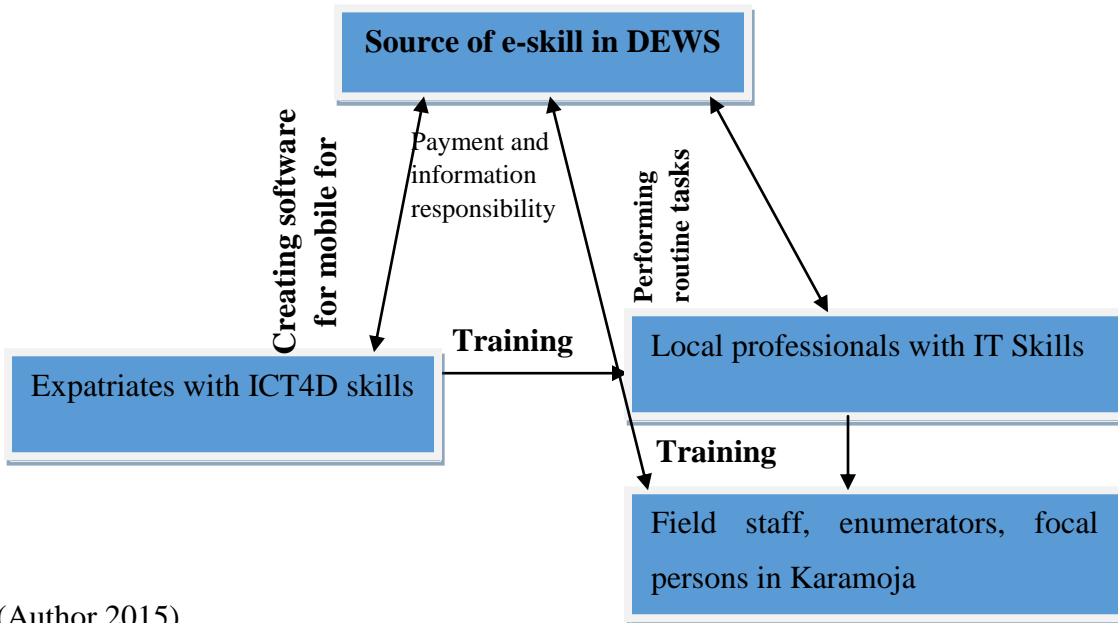 Source of e-skill in DEWS
Creating software
for mobile for
Payment and
information
responsibility
Performing
routine tasks
Training
Local professionals with IT Skills
Expatriates with ICT4D skills
Training
Field staff, enumerators, focal
persons in Karamoja
(Author 2015)